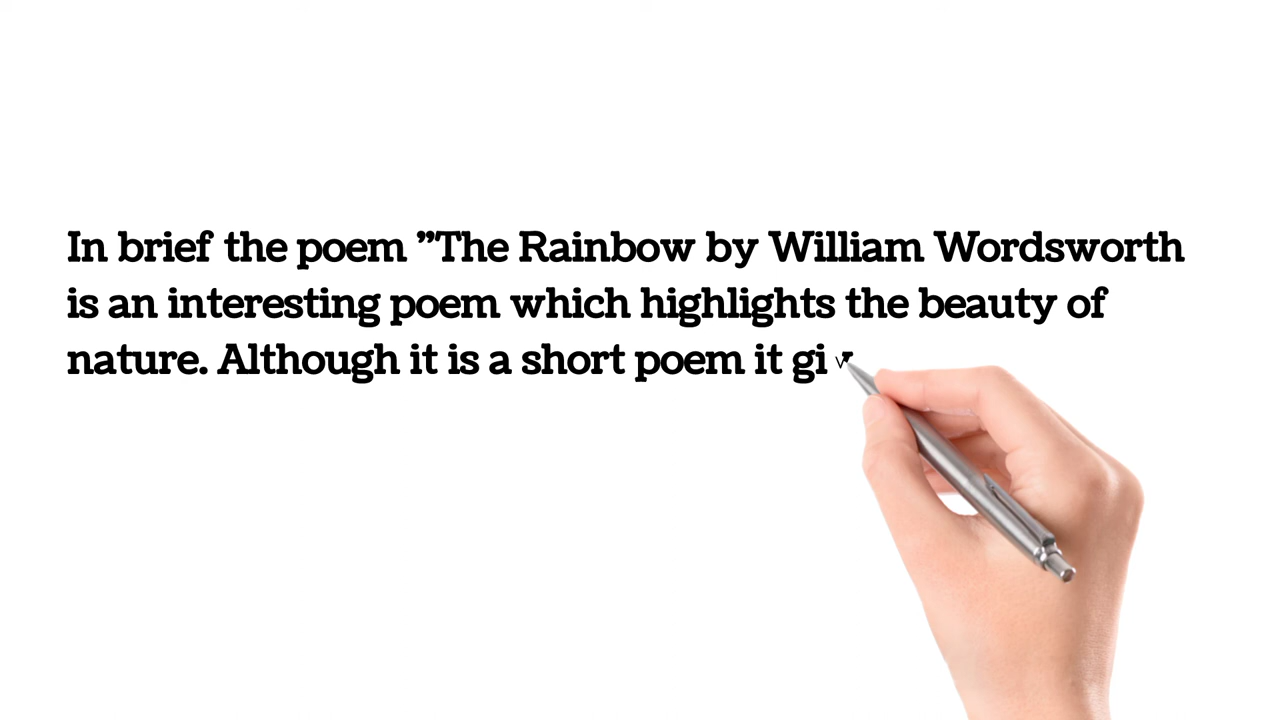 In brief the poem ”The Rainbow by William Wordsworth
is an interesting poem which highlights the beauty of
nature. Although it is a short poem it giv